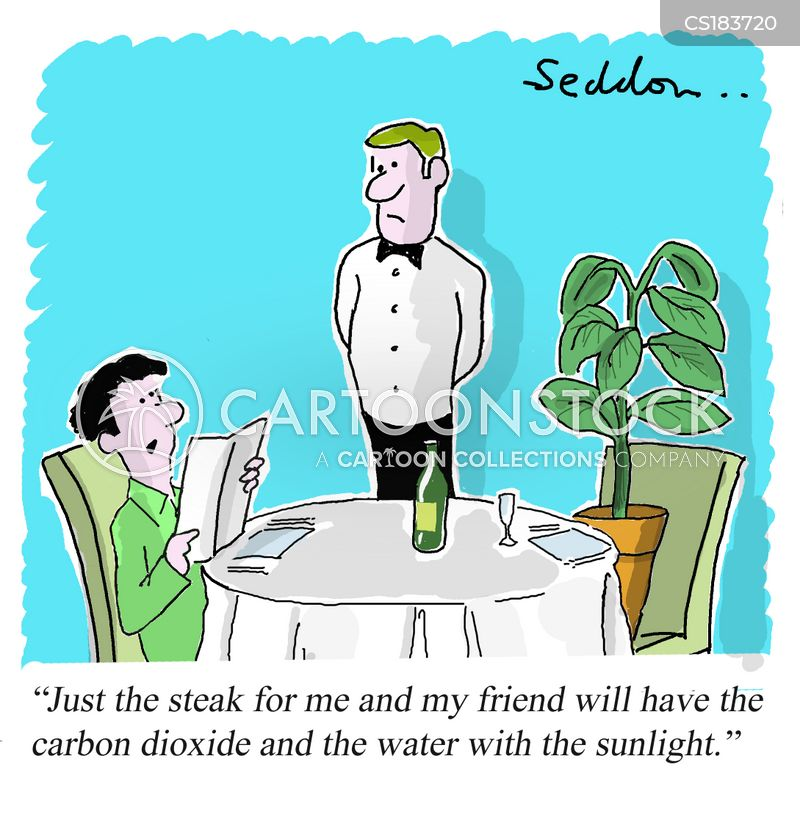 CS183720
Seddon..
CARTOONSTOCK
A CARTOON COLLECTIONS COMPANY
“Just the steak for me and my friend will have the
carbon dioxide and the water with the sunlight.”